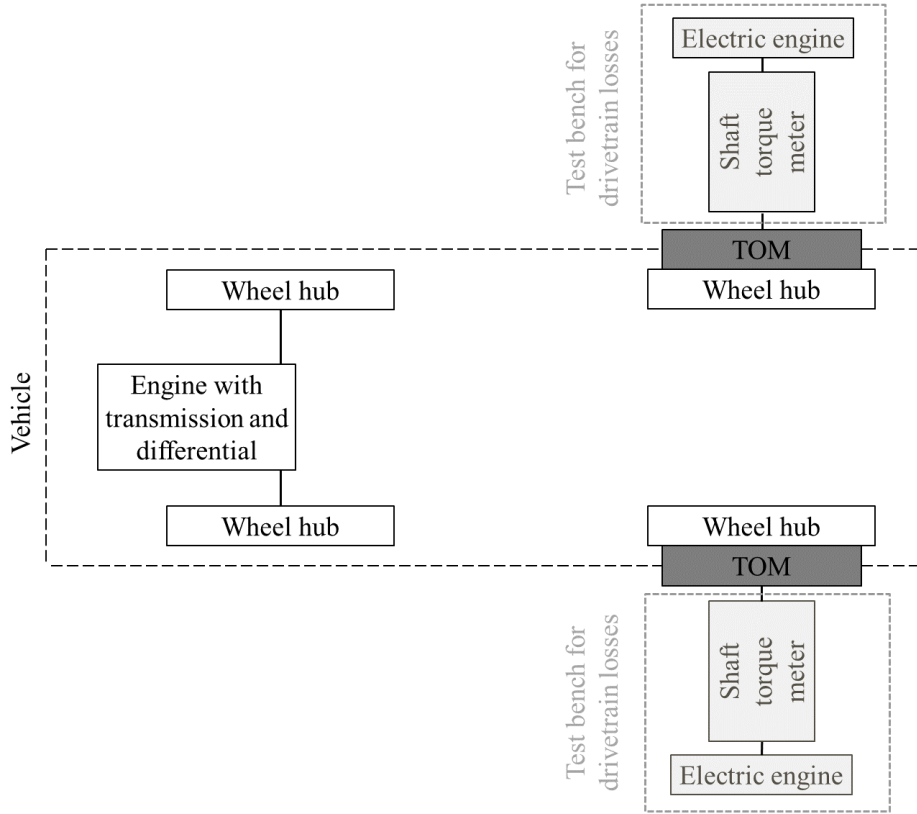 Electric engine
Test bench for
drivetrain losses
Shaft
torque
meter
TOM
Wheel hub
Wheel hub
Vehicle
Engine with
transmission and
differential
Wheel hub
Wheel hub
TOM
Test bench for
drivetrain losses
Shaft
torque
meter
Electric engine